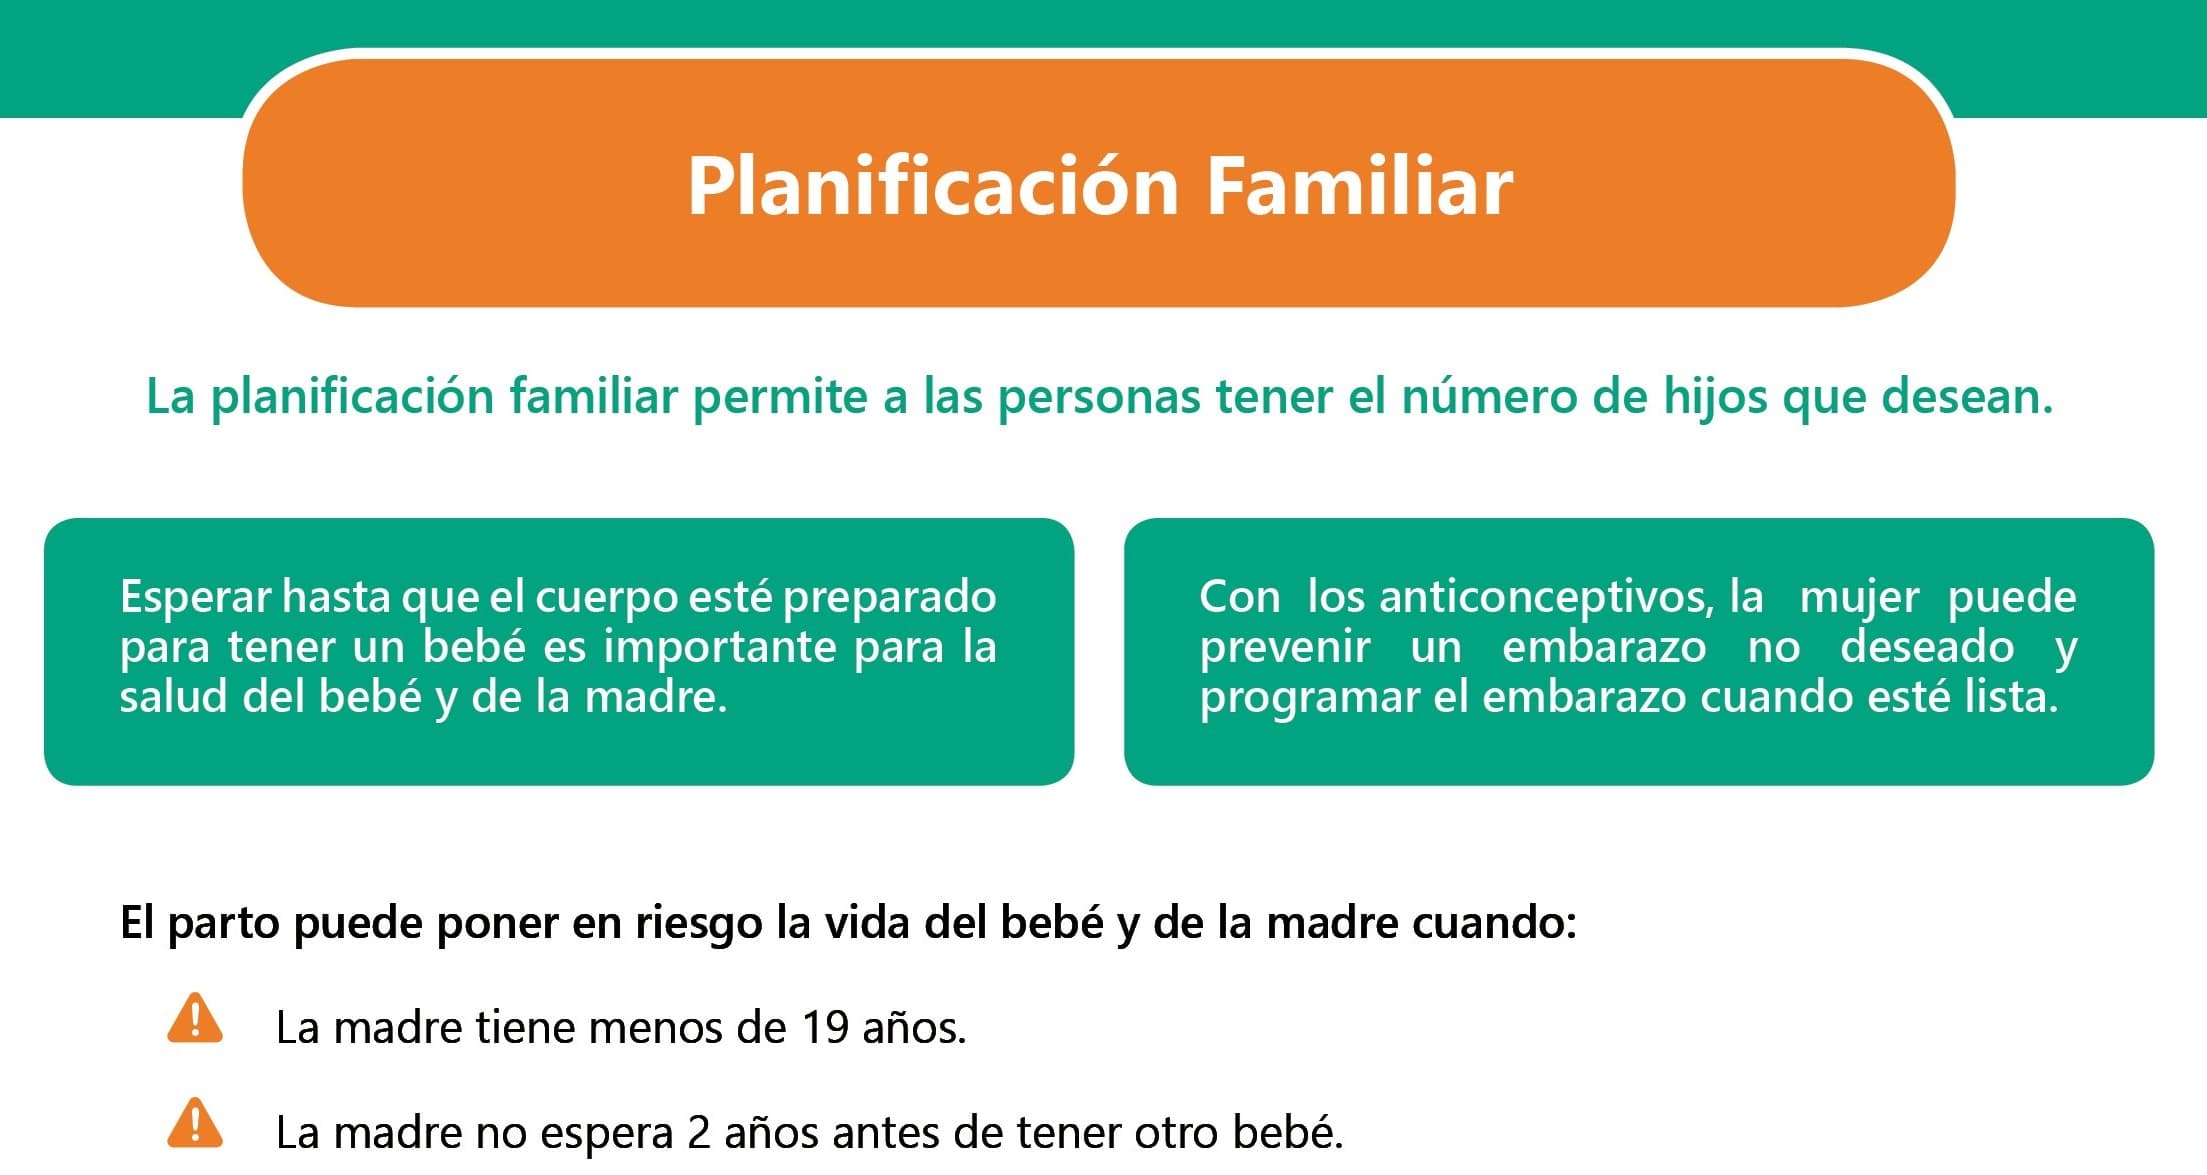 Planificación Familiar
La planificación familiar permite a las personas tener el número de hijos que desean.
Esperar hasta que el cuerpo esté preparado
para tener un bebé es importante para la
salud del bebé y de la madre.
Con los anticonceptivos, la mujer puede
prevenir un embarazo no deseado y
programar el embarazo cuando esté lista.
El parto puede poner en riesgo la vida del bebé y de la madre cuando:
La madre tiene menos de 19 años.
La madre no espera 2 años antes de tener otro bebé.